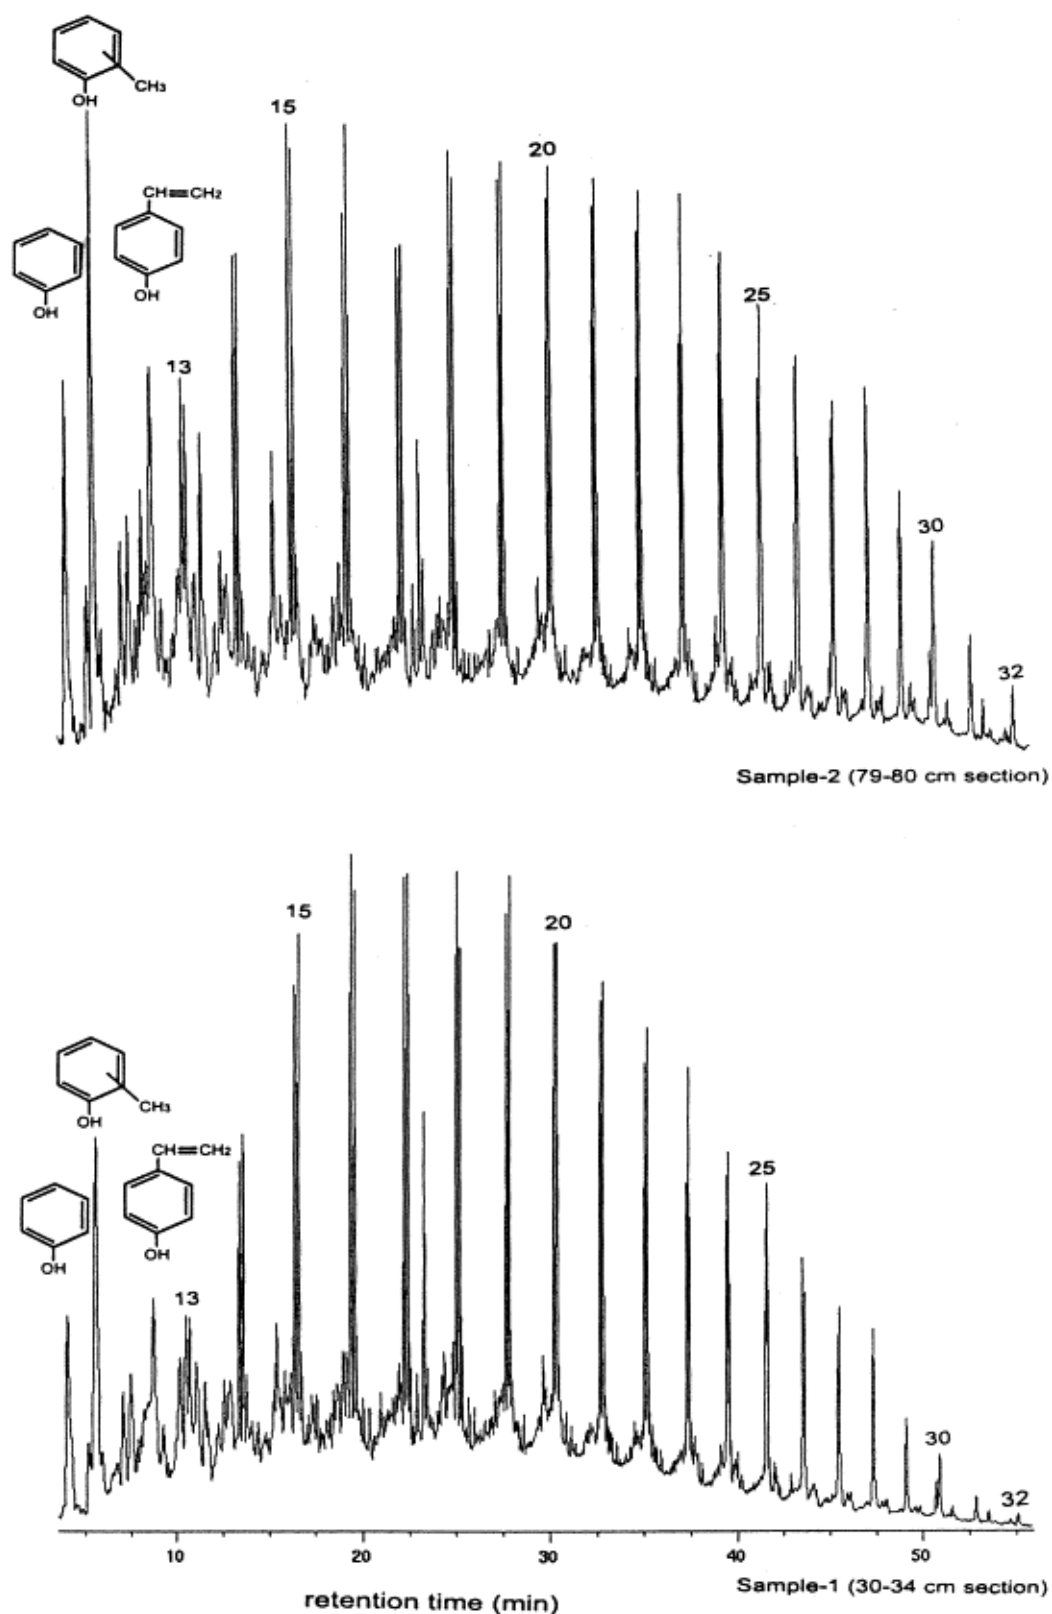 CH3
OH
15
20
CH=CH2
OH
OH
25
13
30
32
Sample-2 (79-80 cm section)
15
20
CH3
OH
CH=CH2
25
OH
OH
13
30
32
10 20 30 40 50
retention time (min)
Sample-1 (30-34 cm section)